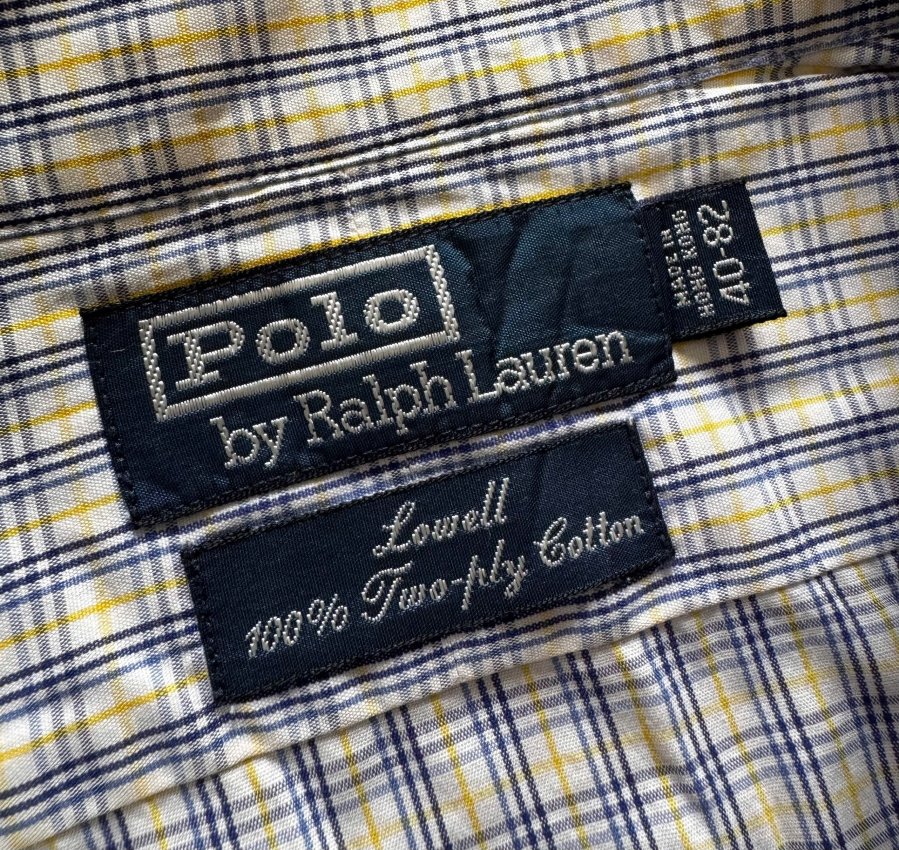 Polo
by Ralph Lauren
MADE IN
HONG KONG
40-82
Lowell
100% Two-ply Cotton